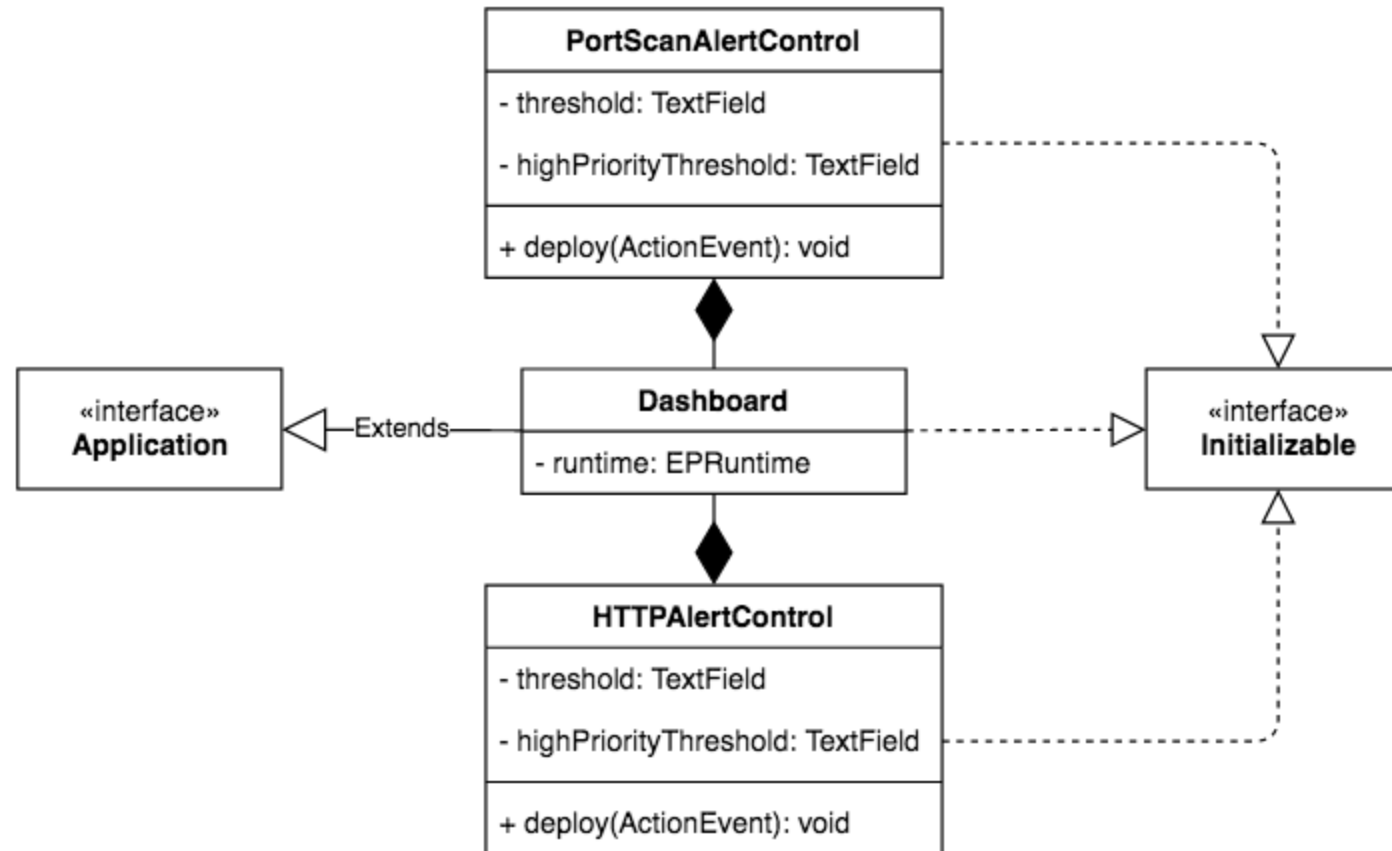 PortScanAlertControl
- threshold: TextField
- highPriorityThreshold: TextField
+ deploy(ActionEvent): void
«interface»
Application
Extends
Dashboard
- runtime: EPRuntime
«interface»
Initializable
HTTPAlertControl
- threshold: TextField
- highPriorityThreshold: TextField
+ deploy(ActionEvent): void